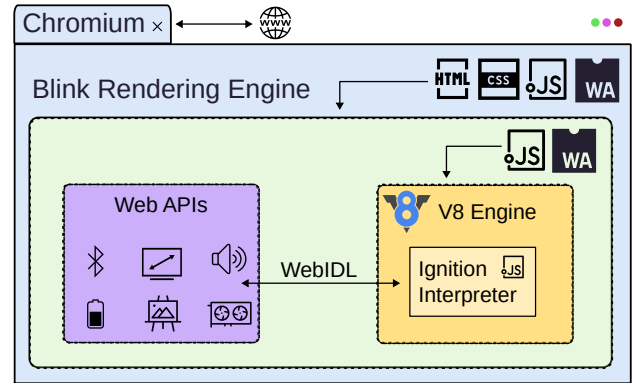 Chromium ×
www
Blink Rendering Engine
HTML
CSS
JS
WA
JS
WA
Web APIs
8
V8 Engine
WebIDL
Ignition
JS
Interpreter